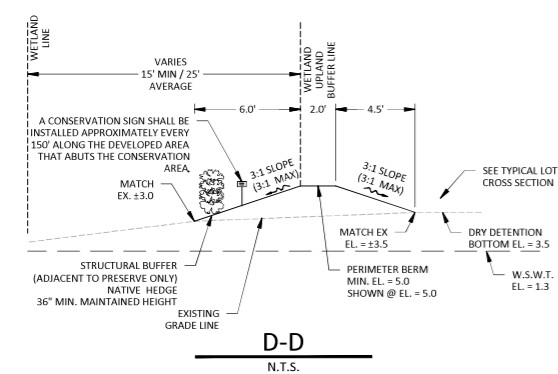 WETLAND
LINE
VARIES
15' MIN / 25'
AVERAGE
WETLAND
UPLAND
BUFFER LINE
6.0'
2.0'
4.5'
A CONSERVATION SIGN SHALL BE
INSTALLED APPROXIMATELY EVERY
150' ALONG THE DEVELOPED AREA
THAT ABUTS THE CONSERVATION
AREA.
MATCH
EX. ±3.0
3:1 SLOPE
(3:1 MAX)
3:1 SLOPE
(3:1 MAX)
SEE TYPICAL LOT
CROSS SECTION
MATCH EX
EL. = ±3.5
DRY DETENTION
BOTTOM EL. = 3.5
STRUCTURAL BUFFER
(ADJACENT TO PRESERVE ONLY)
NATIVE HEDGE
36" MIN. MAINTAINED HEIGHT
PERIMETER BERM
MIN. EL. = 5.0
SHOWN @ EL. = 5.0
W.S.W.T.
EL. = 1.3
EXISTING
GRADE LINE
D-D
N.T.S.